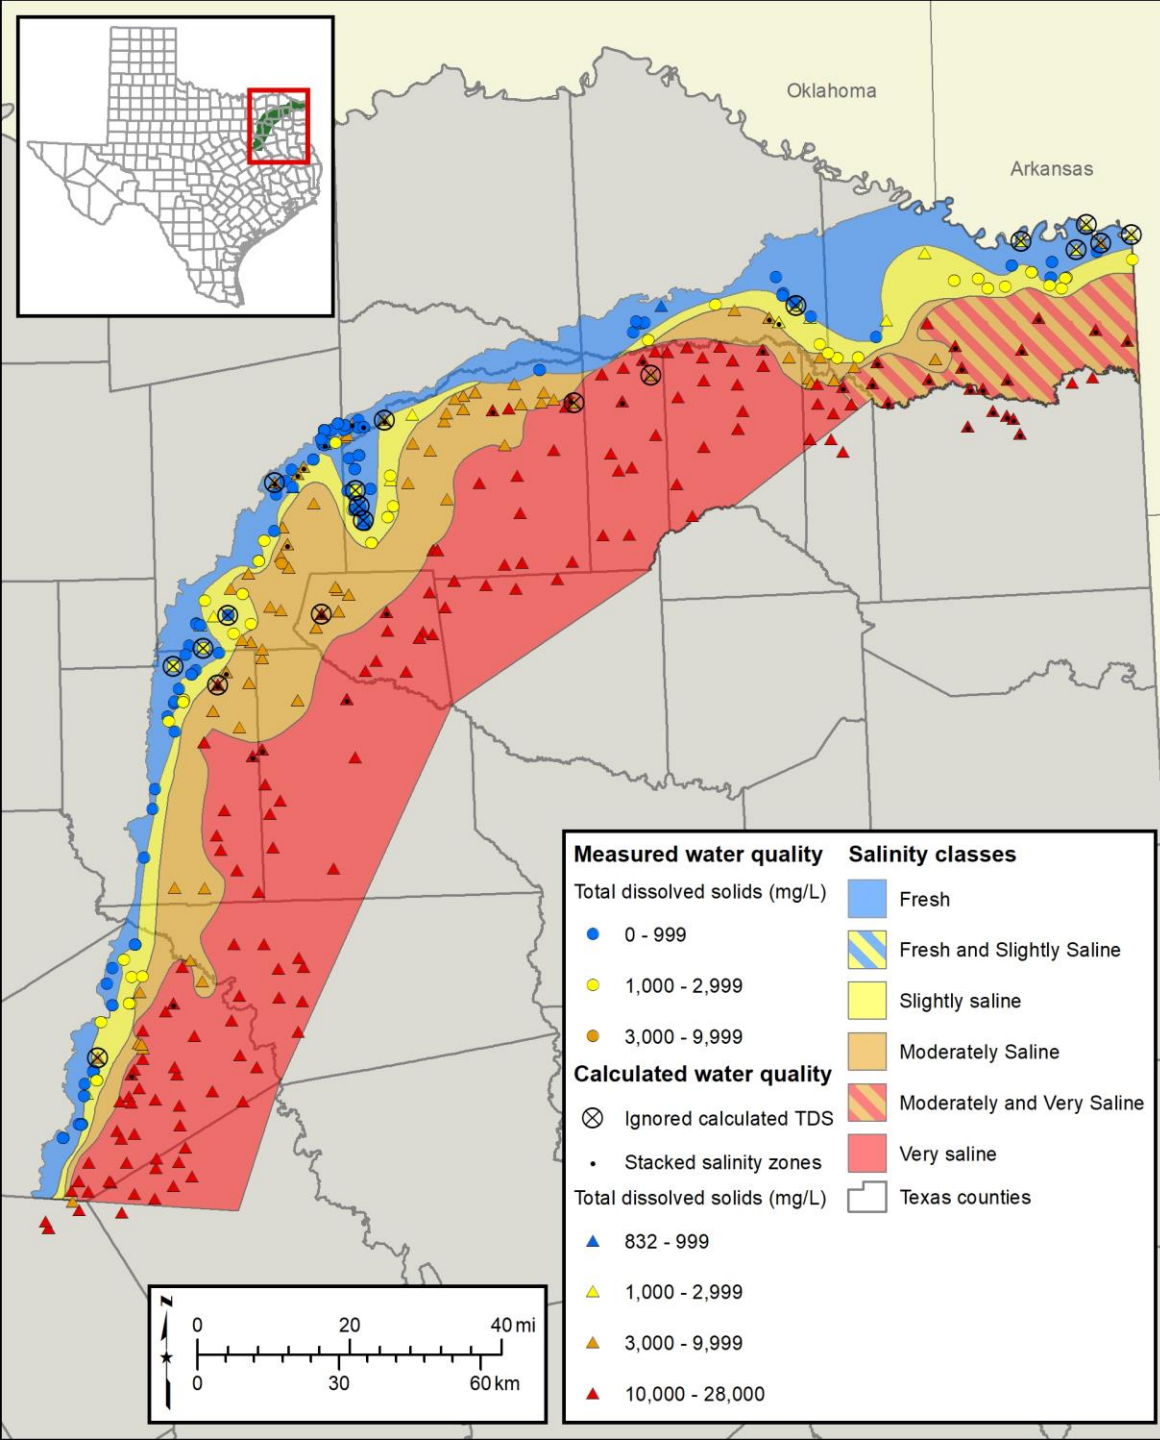 Oklahoma
Arkansas
Measured water quality
Total dissolved solids (mg/L)
0 - 999
1,000 - 2,999
3,000 - 9,999
Calculated water quality
Ignored calculated TDS
Stacked salinity zones
Total dissolved solids (mg/L)
832 - 999
1,000 - 2,999
3,000 - 9,999
10,000 - 28,000
Salinity classes
Fresh
Fresh and Slightly Saline
Slightly saline
Moderately Saline
Moderately and Very Saline
Very saline
Texas counties
N
0 20 40 mi
0 30 60 km